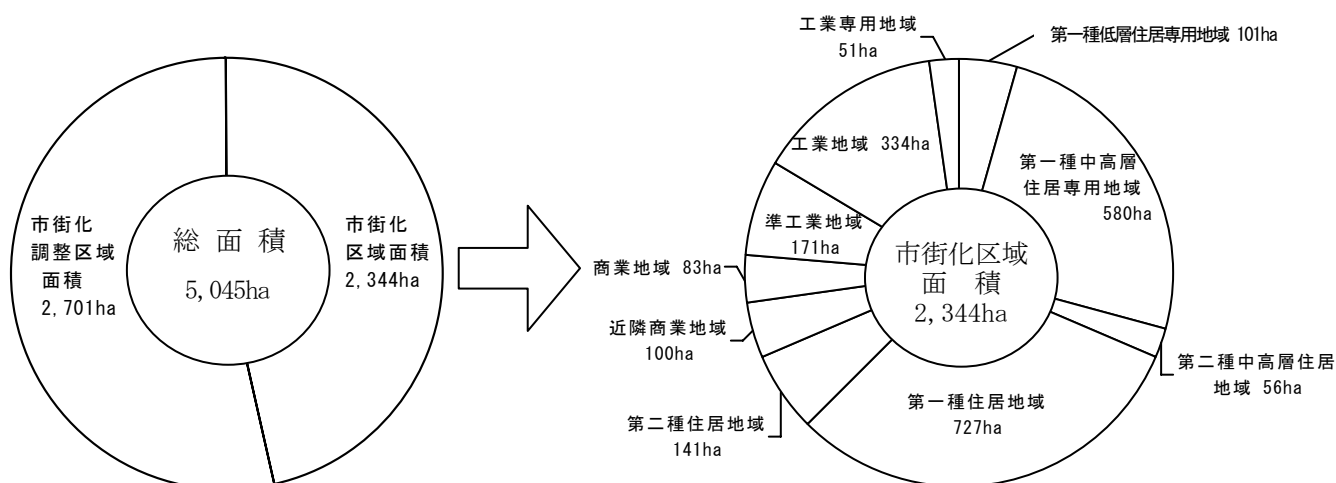 市街化
調整区域
面積
2,701ha
総面積
5,045ha
市街化
区域面積
2,344ha
工業専用地域
51ha
第一種低層住居専用地域 101ha
工業地域 334ha
第一種中高層
住居専用地域
580ha
準工業地域
171ha
商業地域 83ha
市街化区域
面積
2,344ha
近隣商業地域
100ha
第二種中高層住居
地域 56ha
第一種住居地域
727ha
第二種住居地域
141ha